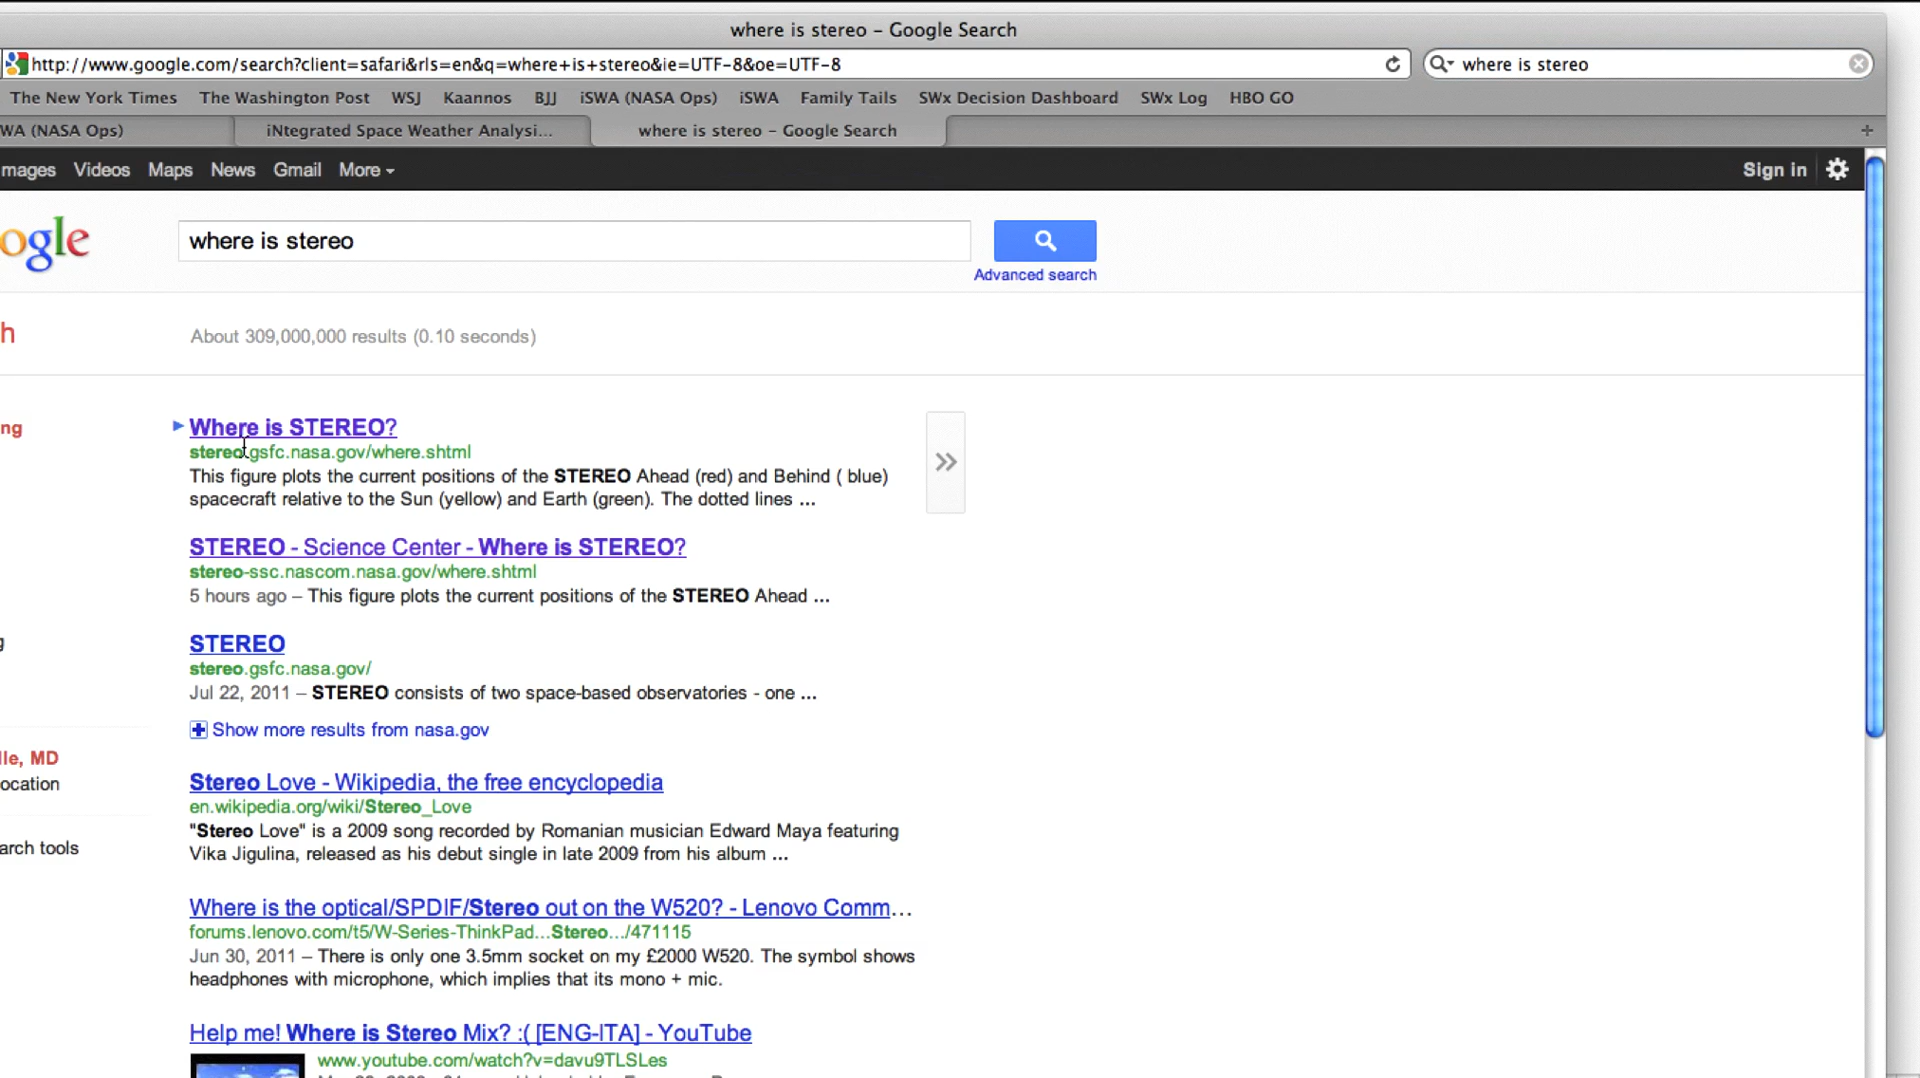 where is stereo – Google Search
http://www.google.com/search?client=safari&rls=en&q=where+is+stereo&ie=UTF-8&oe=UTF-8
where is stereo
The New York Times The Washington Post WSJ Kaannos BJJ iSWA (NASA Ops) iSWA Family Tails SWx Decision Dashboard SWx Log HBO GO
WA (NASA Ops) iNtegrated Space Weather Analysi... where is stereo – Google Search +
mages Videos Maps News Gmail More Sign in
ogle
where is stereo
Advanced search
h
About 309,000,000 results (0.10 seconds)
ng
Where is STEREO?
stereo.gsfc.nasa.gov/where.shtml
This figure plots the current positions of the STEREO Ahead (red) and Behind ( blue)
spacecraft relative to the Sun (yellow) and Earth (green). The dotted lines ...
STEREO - Science Center - Where is STEREO?
stereo-ssc.nascom.nasa.gov/where.shtml
5 hours ago – This figure plots the current positions of the STEREO Ahead ...
g
STEREO
stereo.gsfc.nasa.gov/
Jul 22, 2011 – STEREO consists of two space-based observatories - one ...
Show more results from nasa.gov
lle, MD
ocation
Stereo Love - Wikipedia, the free encyclopedia
en.wikipedia.org/wiki/Stereo_Love
"Stereo Love" is a 2009 song recorded by Romanian musician Edward Maya featuring
Vika Jigulina, released as his debut single in late 2009 from his album ...
arch tools
Where is the optical/SPDIF/Stereo out on the W520? - Lenovo Comm...
forums.lenovo.com/t5/W-Series-ThinkPad...Stereo.../471115
Jun 30, 2011 – There is only one 3.5mm socket on my £2000 W520. The symbol shows
headphones with microphone, which implies that its mono + mic.
Help me! Where is Stereo Mix? :( [ENG-ITA] - YouTube
www.youtube.com/watch?v=davu9TLSLes